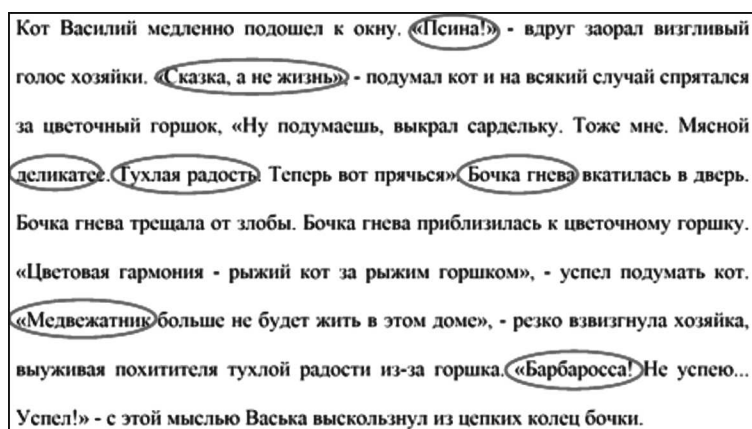 Кот Василий медленно подошел к окну. «Псина!» - вдруг заорал визгливый
голос хозяйки. «Сказка, а не жизнь», - подумал кот и на всякий случай спрятался
за цветочный горшок, «Ну подумаешь, выкрал сардельку. Тоже мне. Мясной
деликатес. Тухлая радость. Теперь вот прячься». Бочка гнева вкатилась в дверь.
Бочка гнева трещала от злобы. Бочка гнева приблизилась к цветочному горшку.
«Цветовая гармония - рыжий кот за рыжим горшком», - успел подумать кот.
«Медвежатник больше не будет жить в этом доме», - резко взвизгнула хозяйка,
выуживая похитителя тухлой радости из-за горшка. «Барбаросса! Не успею...
Успел!» - с этой мыслью Васька выскользнул из цепких колец бочки.